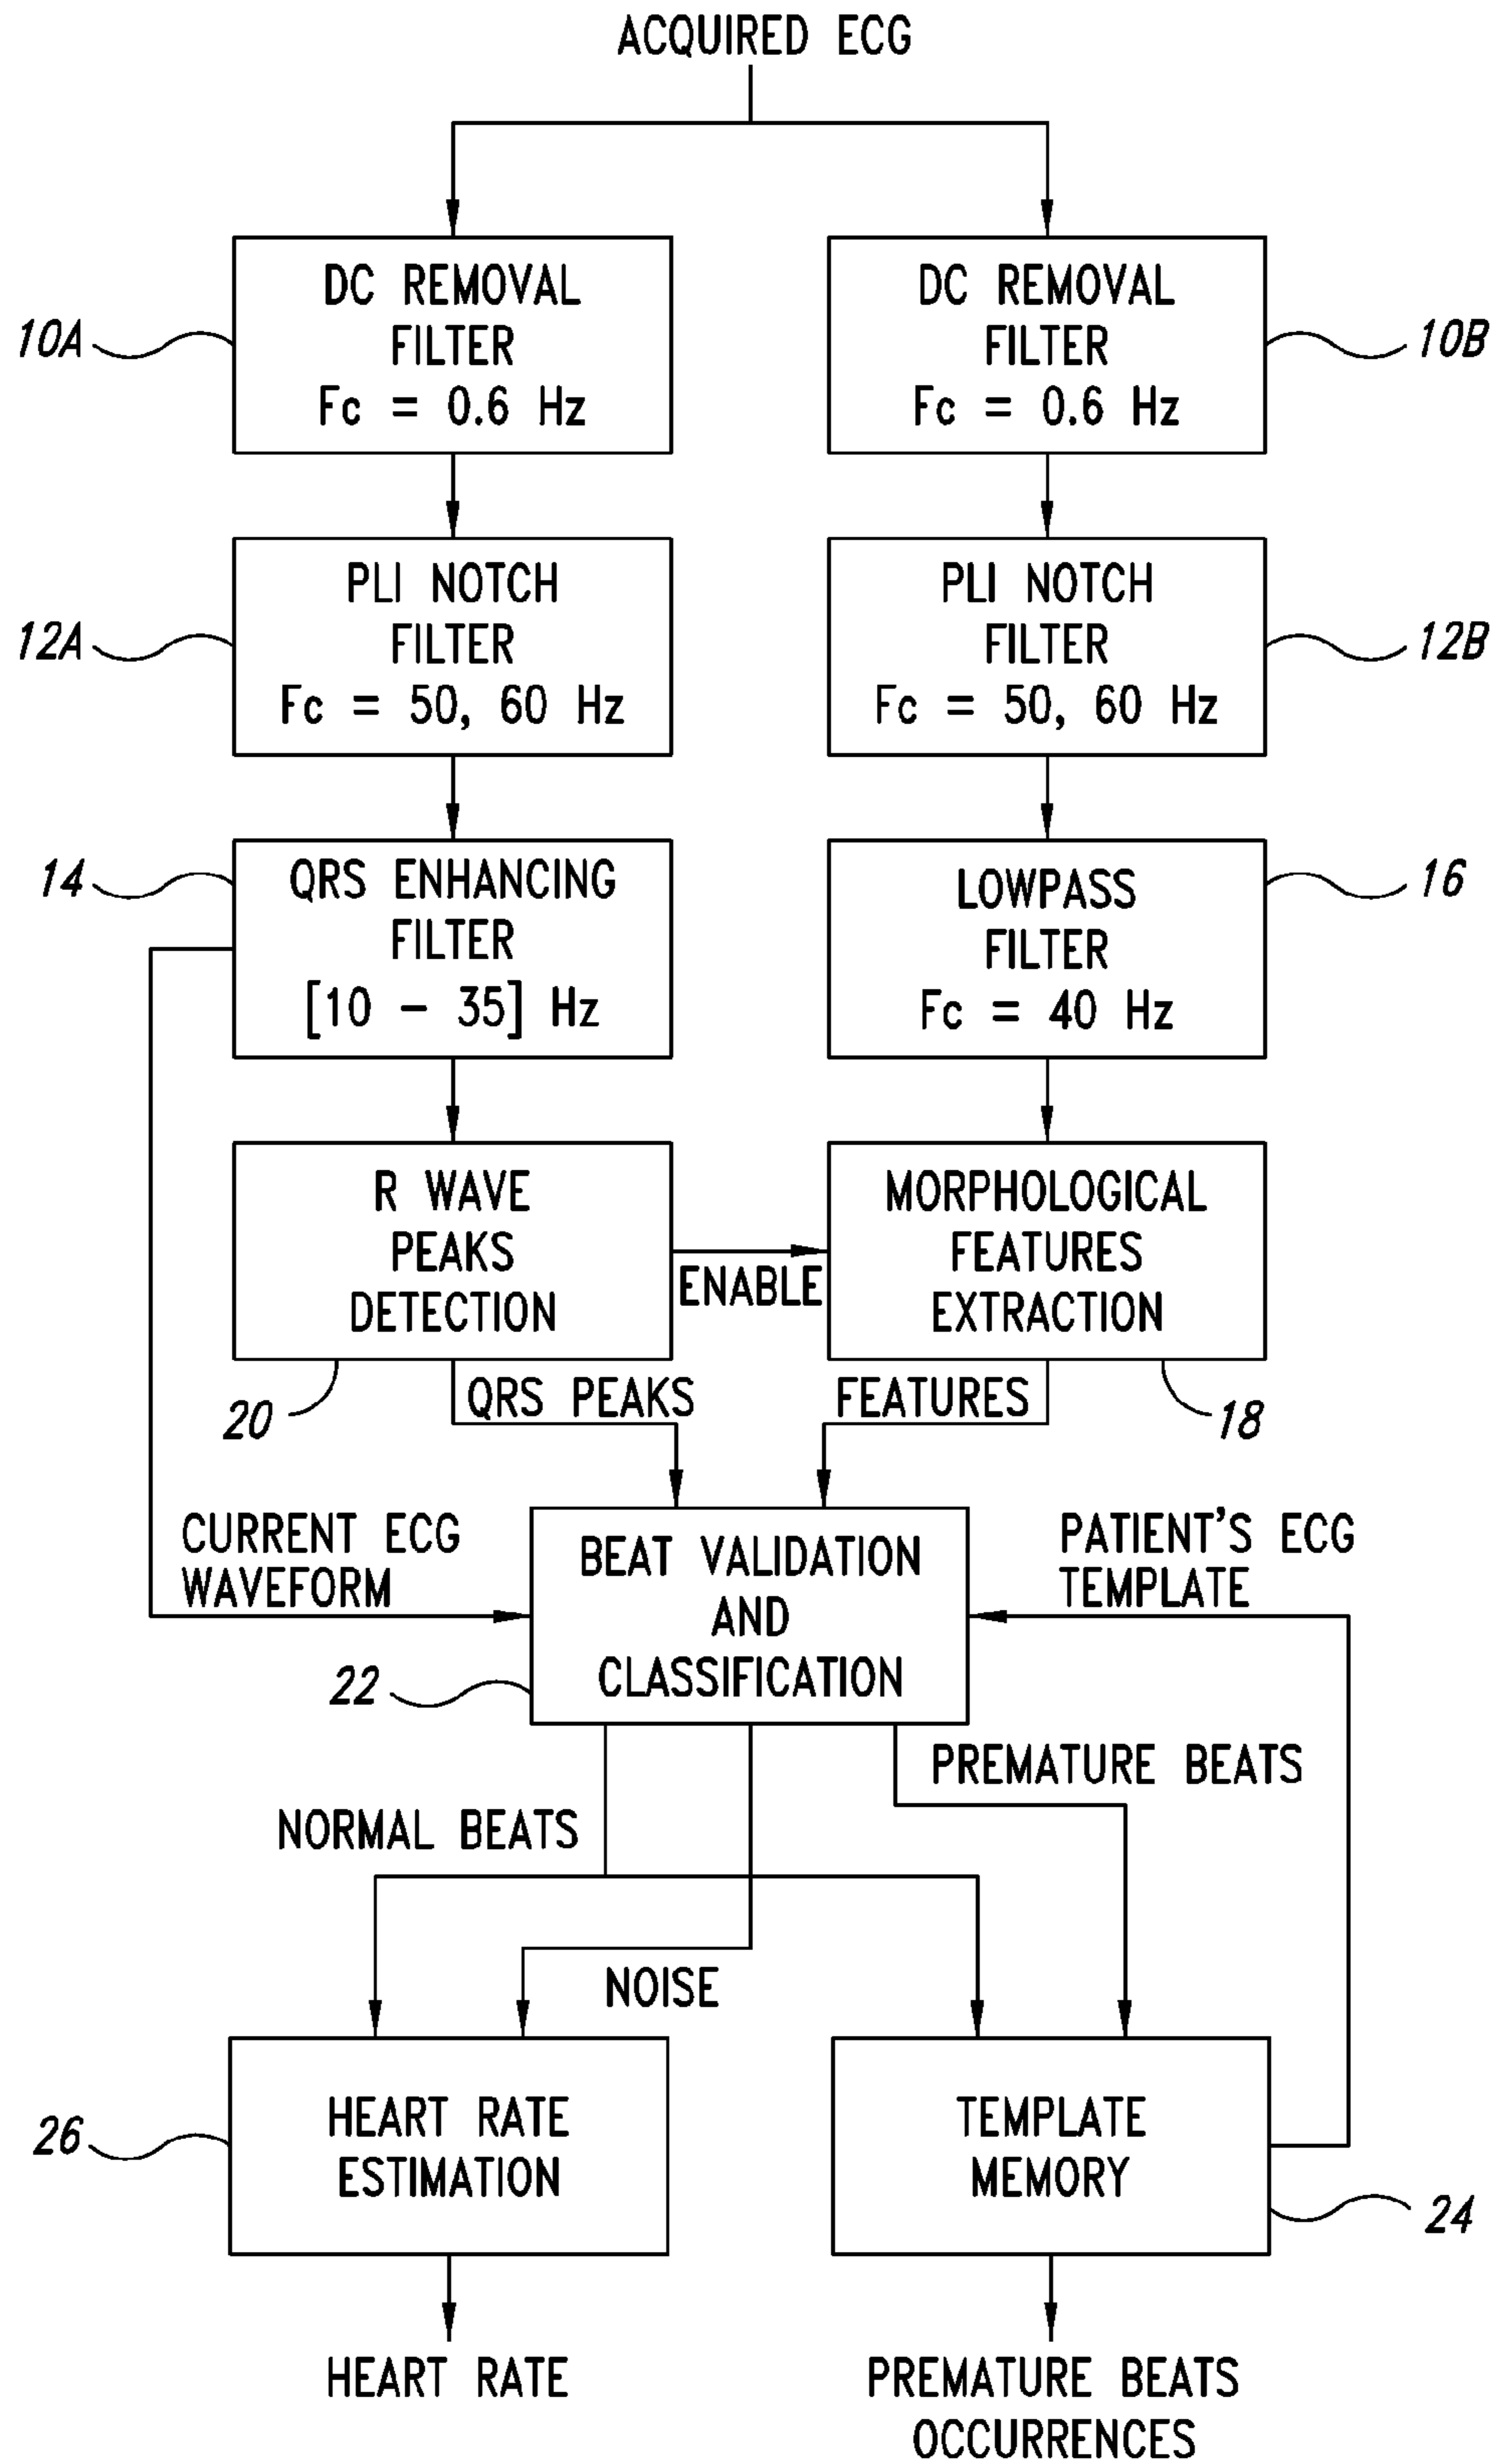 ACQUIRED ECG
DC REMOVAL
FILTER
Fc = 0.6 Hz
10A
DC REMOVAL
FILTER
Fc = 0.6 Hz
10B
PLI NOTCH
FILTER
Fc = 50, 60 Hz
12A
PLI NOTCH
FILTER
Fc = 50, 60 Hz
12B
14
QRS ENHANCING
FILTER
[10 - 35] Hz
LOWPASS
FILTER
Fc = 40 Hz
16
R WAVE
PEAKS
DETECTION
ENABLE
MORPHOLOGICAL
FEATURES
EXTRACTION
20
QRS PEAKS
FEATURES
18
CURRENT ECG
WAVEFORM
BEAT VALIDATION
AND
CLASSIFICATION
PATIENT'S ECG
TEMPLATE
22
PREMATURE BEATS
NORMAL BEATS
NOISE
26
HEART RATE
ESTIMATION
TEMPLATE
MEMORY
24
HEART RATE
PREMATURE BEATS
OCCURRENCES